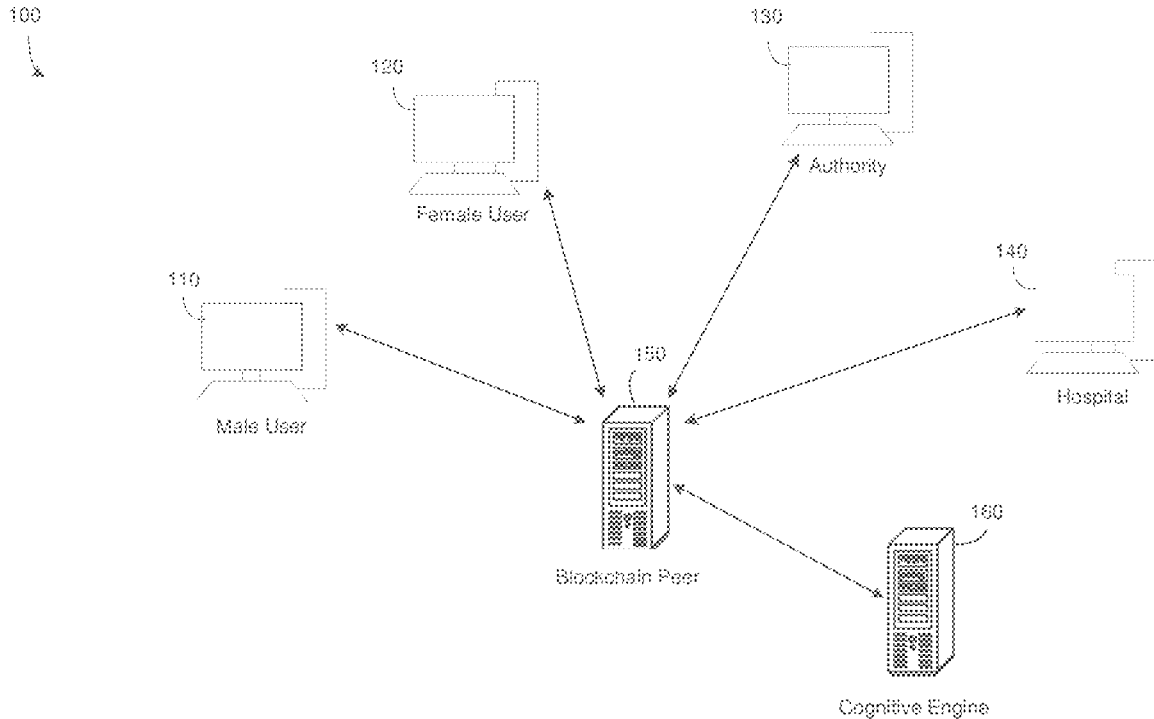 100
130
120
Authority
Female User
140
110
150
Hospital
Male User
160
Blockchain Peer
Cognitive Engine